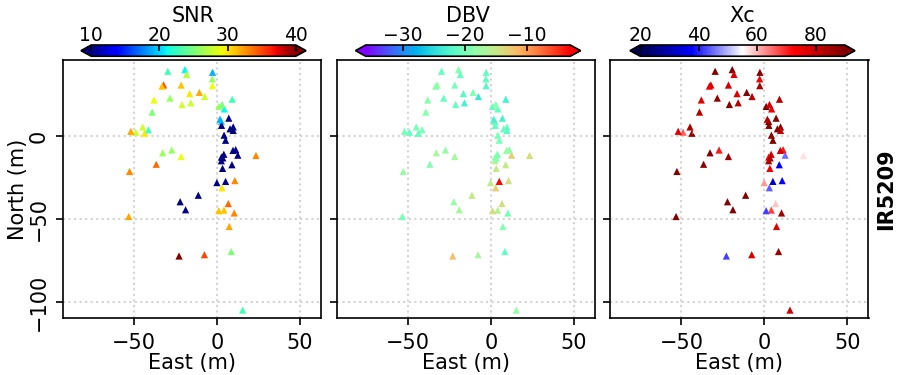 SNR DBV Xc
10 20 30 40 −30 −20 −10 20 40 60 80
North (m)
0
−50
−100
IR5209
−50 0 50 −50 0 50 −50 0 50
East (m) East (m) East (m)